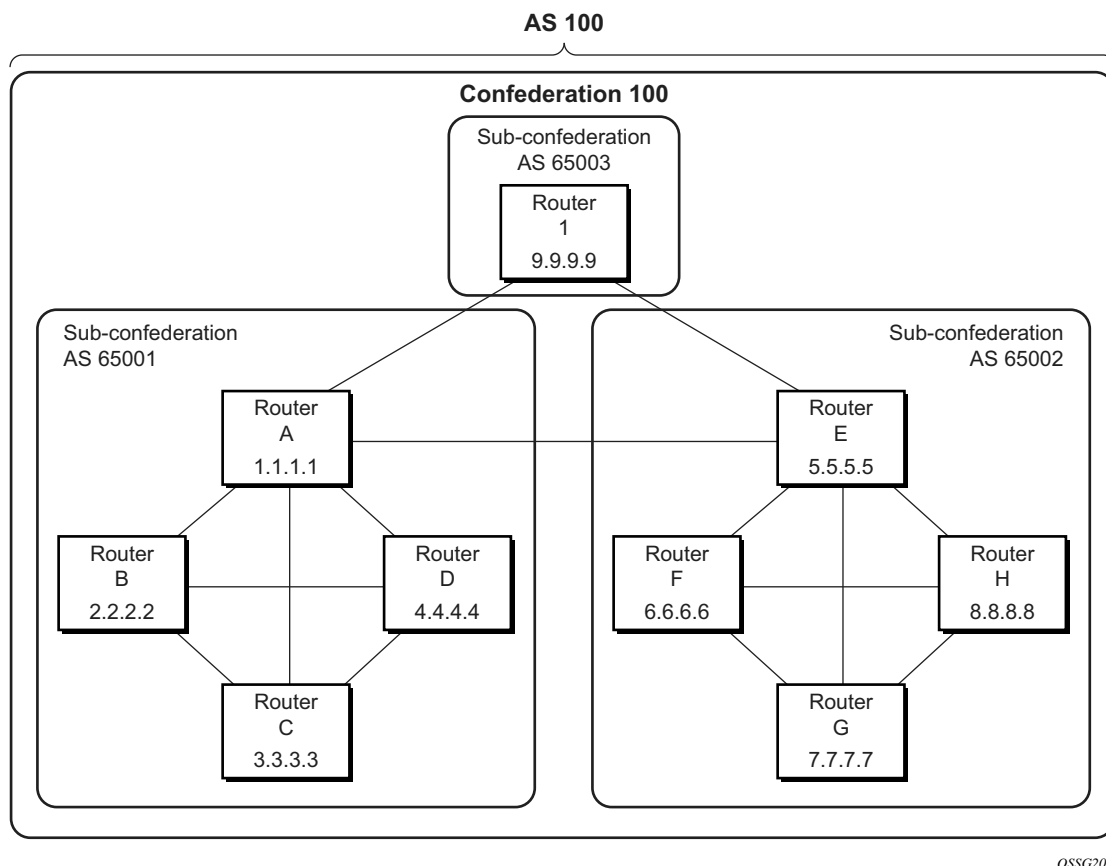 AS 100
Confederation 100
Sub-confederation
AS 65003
Router
1
9.9.9.9
Sub-confederation
AS 65001
Router
A
1.1.1.1
Router
B
2.2.2.2
Router
D
4.4.4.4
Router
C
3.3.3.3
Sub-confederation
AS 65002
Router
E
5.5.5.5
Router
F
6.6.6.6
Router
H
8.8.8.8
Router
G
7.7.7.7